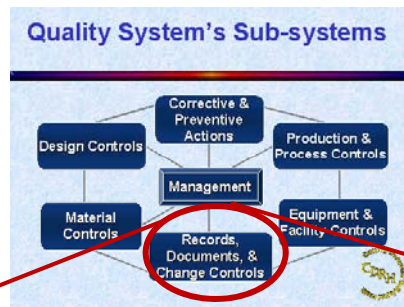 Quality System's Sub-systems
Corrective &
Preventive
Actions
Design Controls
Production &
Process Controls
Management
Material
Controls
Equipment &
Facility Controls
Records,
Documents, &
Change Controls
CDRH